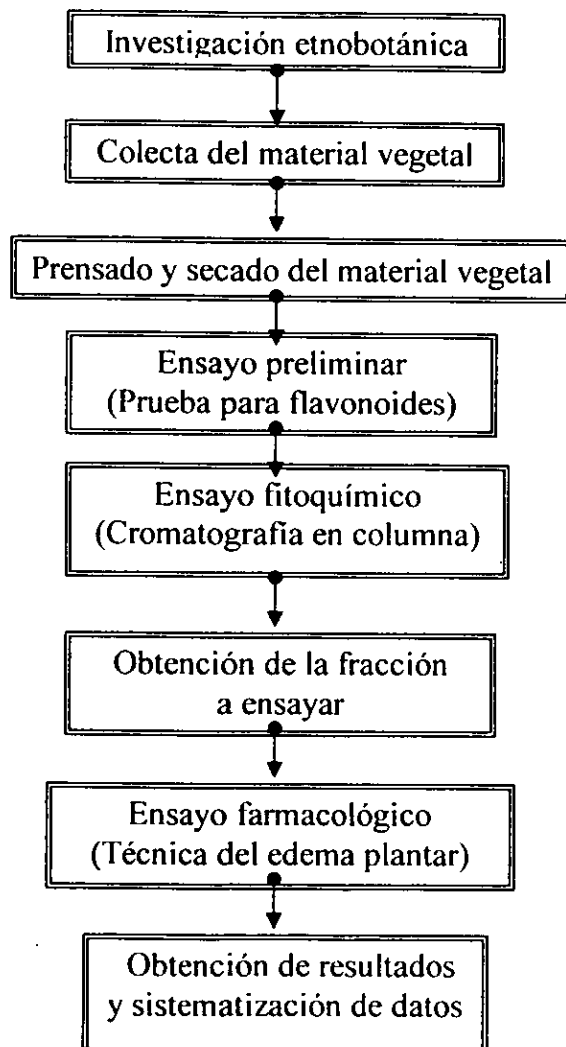 Investigación etnobotánica
Colecta del material vegetal
Prensado y secado del material vegetal
Ensayo preliminar
(Prueba para flavonoides)
Ensayo fitoquímico
(Cromatografía en columna)
Obtención de la fracción
a ensayar
Ensayo farmacológico
(Técnica del edema plantar)
Obtención de resultados
y sistematización de datos